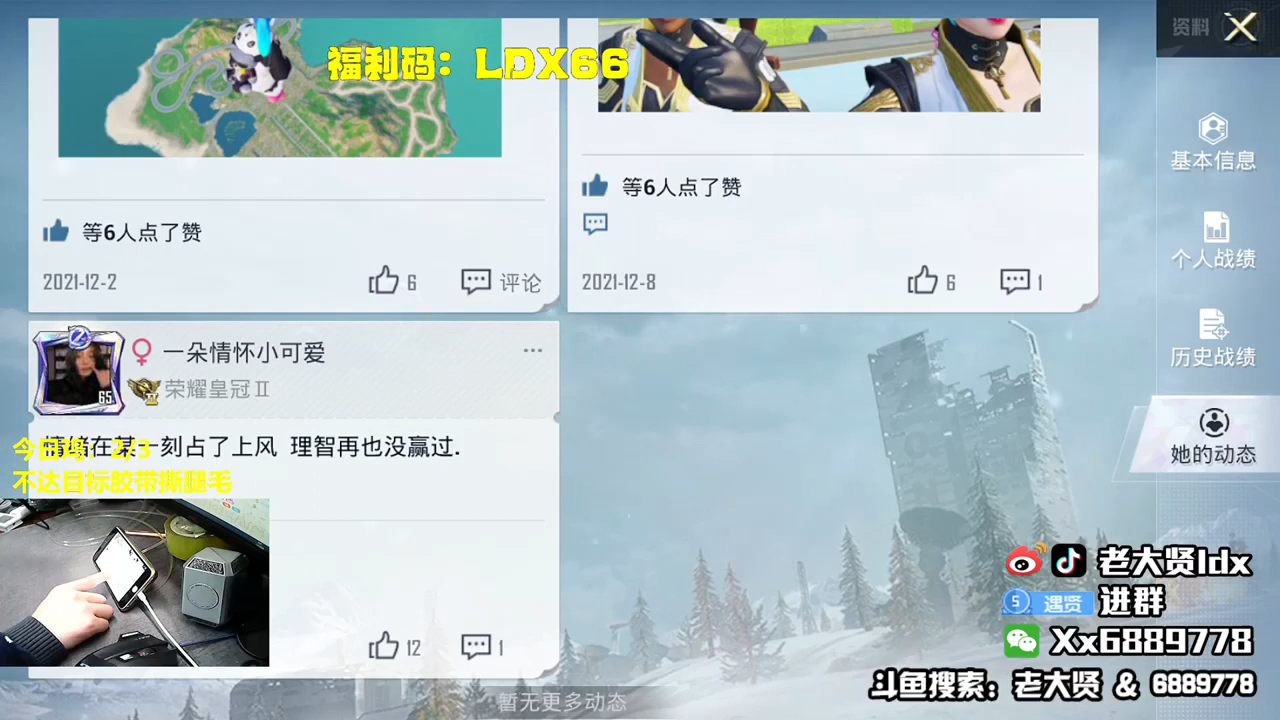 福利码：LDX66
资料
等6人点了赞
2021-12-2
6
评论
等6人点了赞
2021-12-8
6
1
基本信息
个人战绩
历史战绩
她的动态
65
一朵情怀小可爱
荣耀皇冠Ⅱ
情绪在某一刻占了上风 理智再也没赢过.
2/3
不达目标胶带撕腿毛
12
1
暂无更多动态
老大贤ldx
5 遇贤 进群
Xx6889778
斗鱼搜索：老大贤 & 6889778